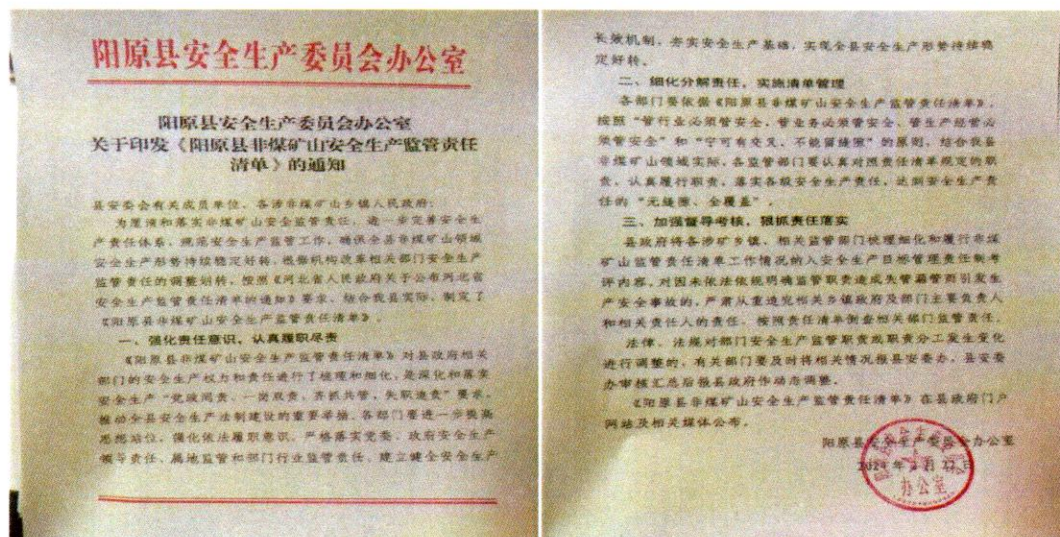 阳原县安全生产委员会办公室
阳原县安全生产委员会办公室
关于印发《阳原县非煤矿山安全生产监管责任
清单》的通知
县安委会有关成员单位，各涉非煤矿山乡镇人民政府：
为厘顶和落实非煤矿山安全监管责任，进一步完善安全生
产责任体系，规范安全生产监管工作，确保全县非煤矿山领域
安全生产形势持续稳定好转，根据机构改革相关部门安全生产
监管责任的调整划转，按照《河北省人民政府关于公布河北省
安全生产监管责任清单的通知》要求，结合我县实际，制定了
《阳原县非煤矿山安全生产监管责任清单》。
一、强化责任意识，认真履职尽责
《阳原县非煤矿山安全生产监管责任清单》对县政府相关
部门的安全生产权力和责任进行了梳理和细化，是深化和落实
安全生产“党政同责、一岗双责、齐抓共管、失职追责”要求，
推动全县安全生产法制建设的重要举措。各部门要进一步提高
思想站位，强化依法履职意识，严格落实党委、政府安全生产
领导责任、属地监管和部门行业监管责任，建立健全安全生产
长效机制，夯实安全生产基础，实现全县安全生产形势持续稳
定好转。
二、细化分解责任，实施清单管理
各部门要依据《阳原县非煤矿山安全生产监管责任清单》，
按照“管行业必须管安全、管业务必须管安全、管生产经营必
须管安全”和“宁可有交叉、不能留缝隙”的原则，结合我县
非煤矿山领域实际，各监管部门要认真对照责任清单规定的职
责，认真履行职责，落实各级安全生产责任，达到安全生产责
任的“无缝隙、全覆盖”。
三、加强督导考核，狠抓责任落实
县政府将各涉矿乡镇、相关监管部门梳理细化和履行非煤
矿山监管责任清单工作情况纳入安全生产目标管理责任制考
评内容，对因未依法依规明确监管职责造成失管漏管而引发生
产安全事故的，严肃从重追究相关乡镇政府及部门主要负责人
和相关责任人的责任，按照责任清单倒查相关部门监管责任。
法律、法规对部门安全生产监管职责或职责分工发生变化
进行调整的，有关部门要及时将相关情况报县安委办，县安委
办审核汇总后报县政府作动态调整。
《阳原县非煤矿山安全生产监管责任清单》在县政府门户
网站及相关媒体公布。
阳原县安全生产委员会办公室
2024年 月27日
办公室